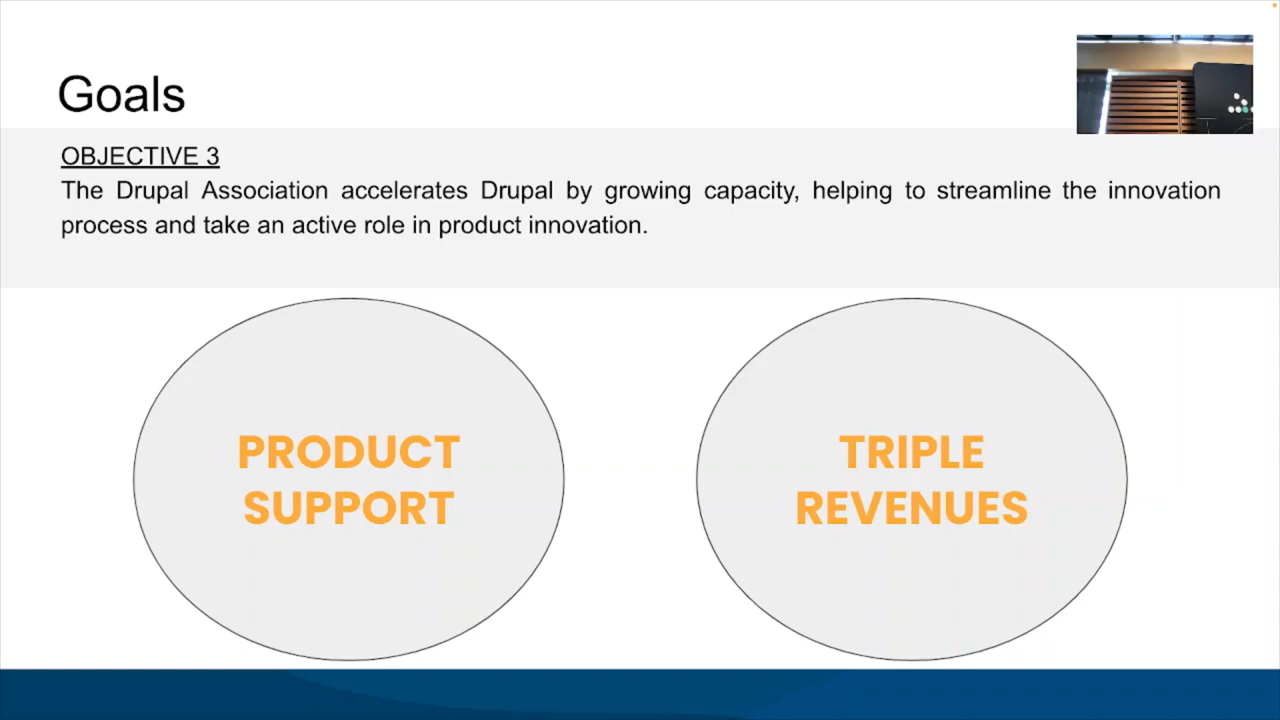 Goals
OBJECTIVE 3
The Drupal Association accelerates Drupal by growing capacity, helping to streamline the innovation
process and take an active role in product innovation.
PRODUCT
SUPPORT
TRIPLE
REVENUES